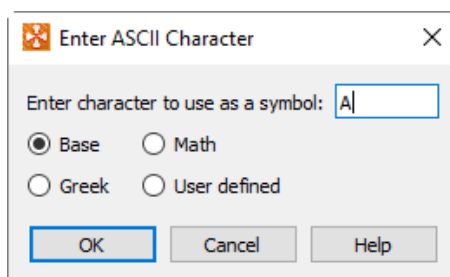 Enter ASCII Character
Enter character to use as a symbol: A
Base Math
Greek User defined
OK Cancel Help